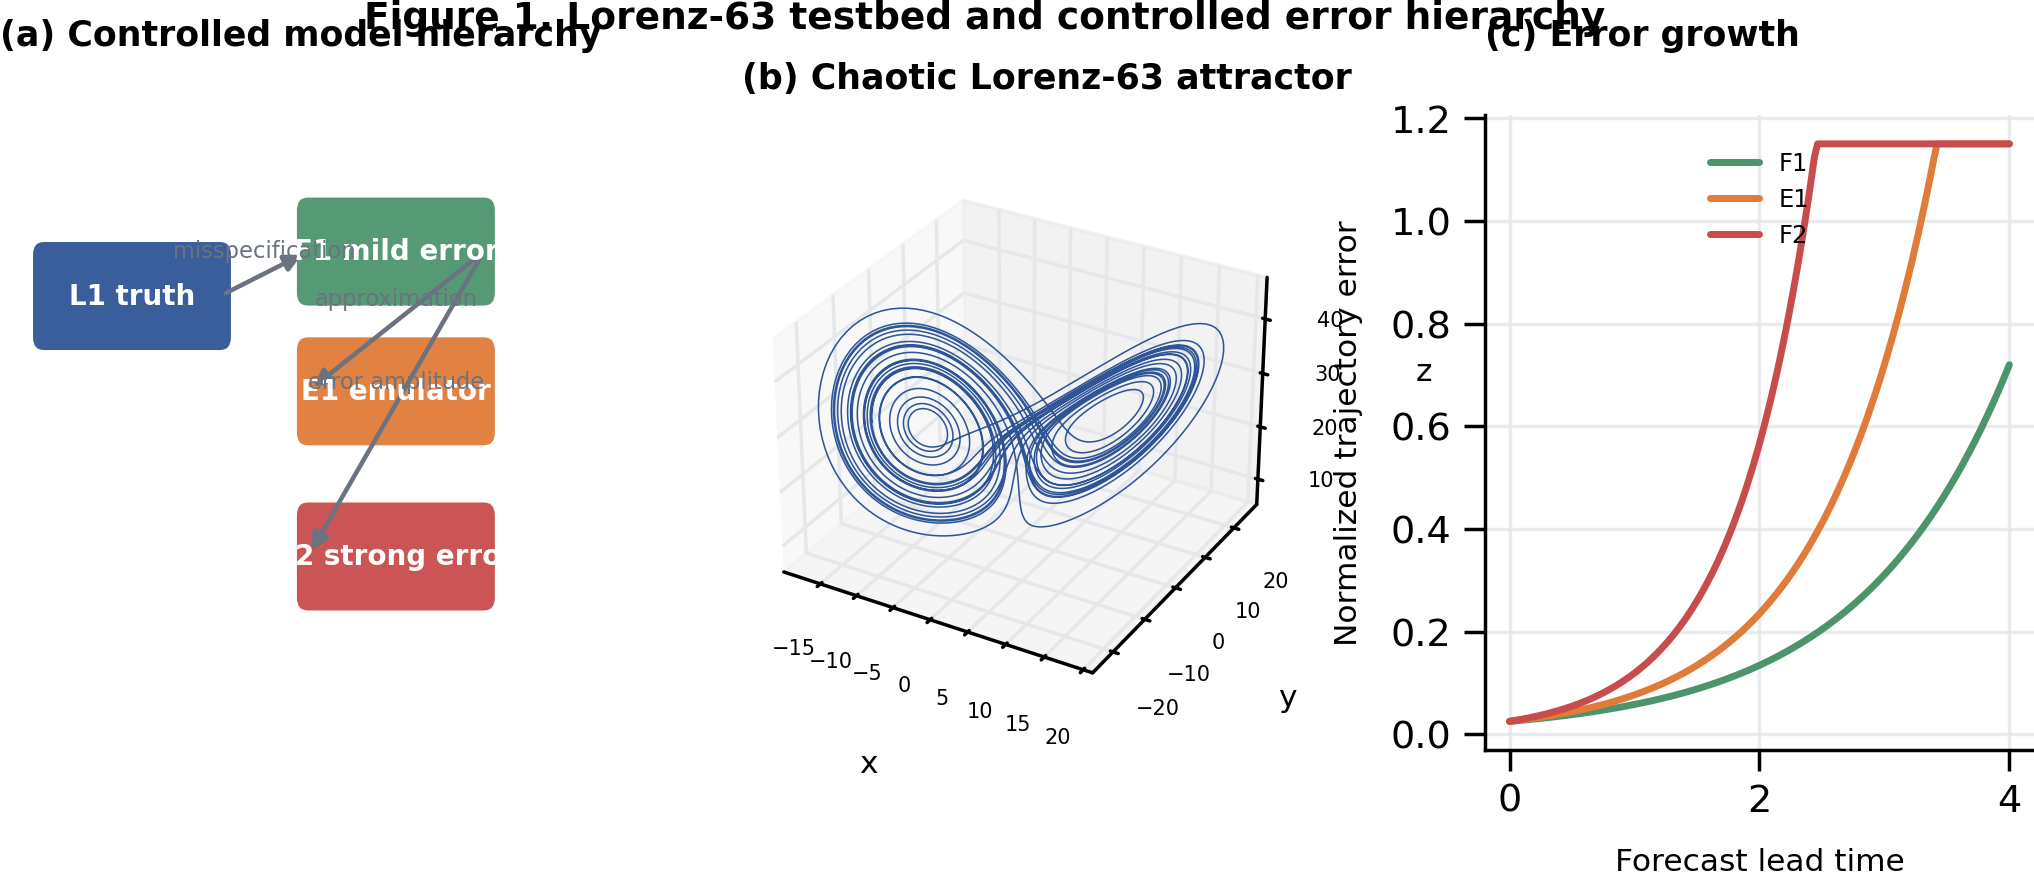 Figure 1. Lorenz-63 testbed and controlled error hierarchy
(a) Controlled model hierarchy
L1 truth
misspecification
F1 mild error
approximation
error amplitude
E1 emulator
2 strong erro
(b) Chaotic Lorenz-63 attractor
40
30
20
10
z
20
10
0
−10
−20
y
−15
−10
−5
0
5
10
15
20
x
(c) Error growth
Normalized trajectory error
1.2
1.0
0.8
0.6
0.4
0.2
0.0
F1
E1
F2
0 2 4
Forecast lead time